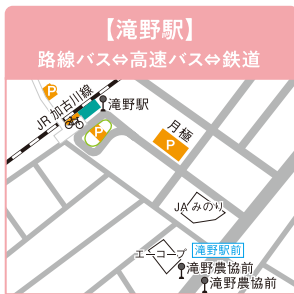 【滝野駅】
路線バス⇔高速バス⇔鉄道
P
JR加古川線
滝野駅
P
月極
P
JAみのり
エーコープ
滝野駅前
滝野農協前
滝野農協前